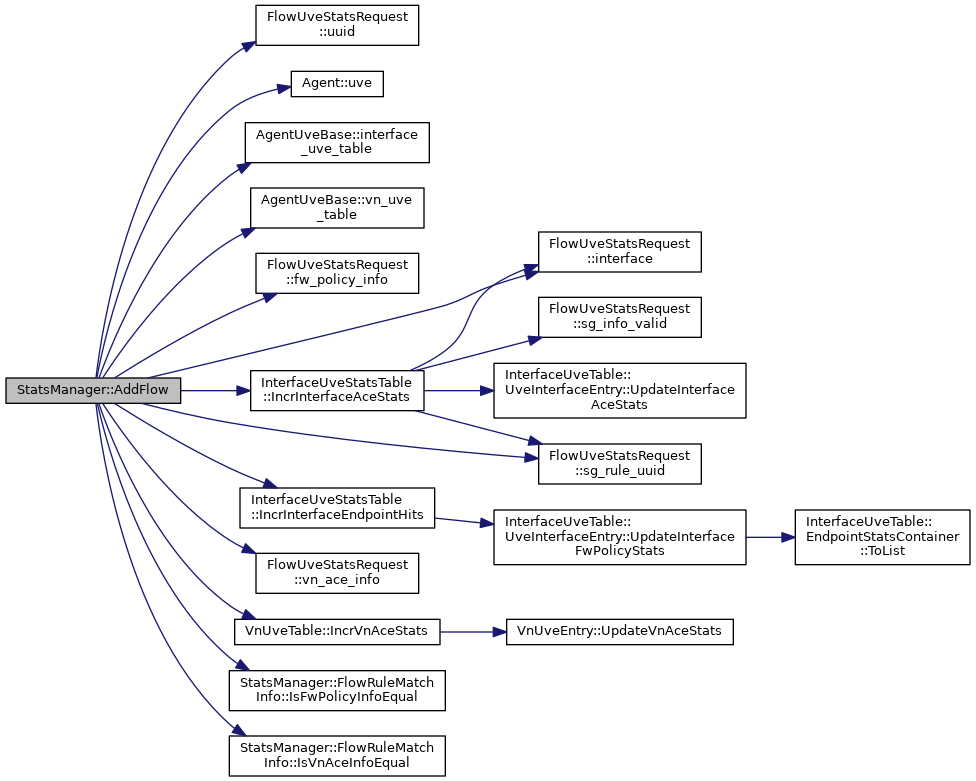 FlowUveStatsRequest
::uuid
Agent::uve
AgentUveBase::interface
_uve_table
AgentUveBase::vn_uve
_table
FlowUveStatsRequest
::fw_policy_info
FlowUveStatsRequest
::interface
FlowUveStatsRequest
::sg_info_valid
StatsManager::AddFlow
InterfaceUveStatsTable
::IncrInterfaceAceStats
InterfaceUveTable::
UveInterfaceEntry::UpdateInterface
AceStats
FlowUveStatsRequest
::sg_rule_uuid
InterfaceUveStatsTable
::IncrInterfaceEndpointHits
InterfaceUveTable::
UveInterfaceEntry::UpdateInterface
FwPolicyStats
InterfaceUveTable::
EndpointStatsContainer
::ToList
FlowUveStatsRequest
::vn_ace_info
VnUveTable::IncrVnAceStats
VnUveEntry::UpdateVnAceStats
StatsManager::FlowRuleMatch
Info::IsFwPolicyInfoEqual
StatsManager::FlowRuleMatch
Info::IsVnAceInfoEqual